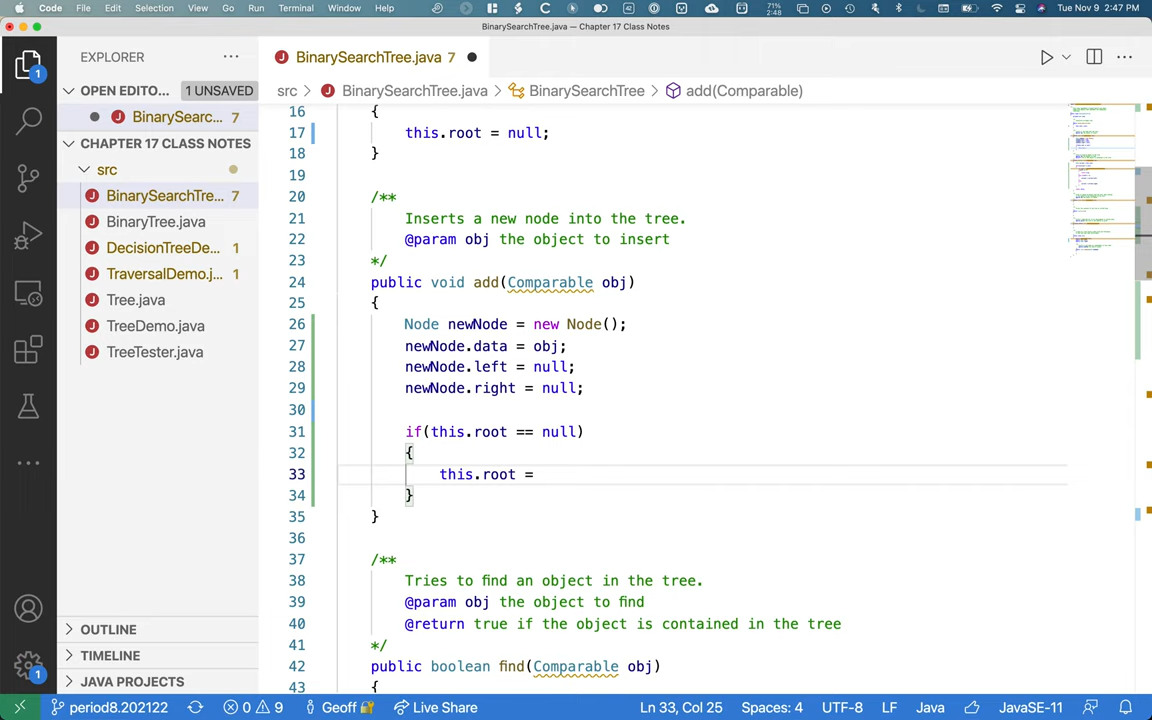 Code File Edit Selection View Go Run Terminal Window Help 71% 2:48 Tue Nov 9 2:47 PM
BinarySearchTree.java — Chapter 17 Class Notes
EXPLORER
BinarySearchTree.java 7
OPEN EDITO... 1 UNSAVED
src > BinarySearchTree.java > BinarySearchTree > add(Comparable)
BinarySearc... 7
CHAPTER 17 CLASS NOTES
src
BinarySearchTre... 7
BinaryTree.java
DecisionTreeDe... 1
TraversalDemo.j... 1
Tree.java
TreeDemo.java
TreeTester.java
OUTLINE
TIMELINE
JAVA PROJECTS
1
1
16 {
17 this.root = null;
18 }
19
20 /**
21 Inserts a new node into the tree.
22 @param obj the object to insert
23 */
24 public void add(Comparable obj)
25 {
26 Node newNode = new Node();
27 newNode.data = obj;
28 newNode.left = null;
29 newNode.right = null;
30
31 if(this.root == null)
32 {
33 this.root =
34 }
35 }
36
37 /**
38 Tries to find an object in the tree.
39 @param obj the object to find
40 @return true if the object is contained in the tree
41 */
42 public boolean find(Comparable obj)
43 {
period8.202122 0 9 Geoff Live Share Ln 33, Col 25 Spaces: 4 UTF-8 LF Java JavaSE-11